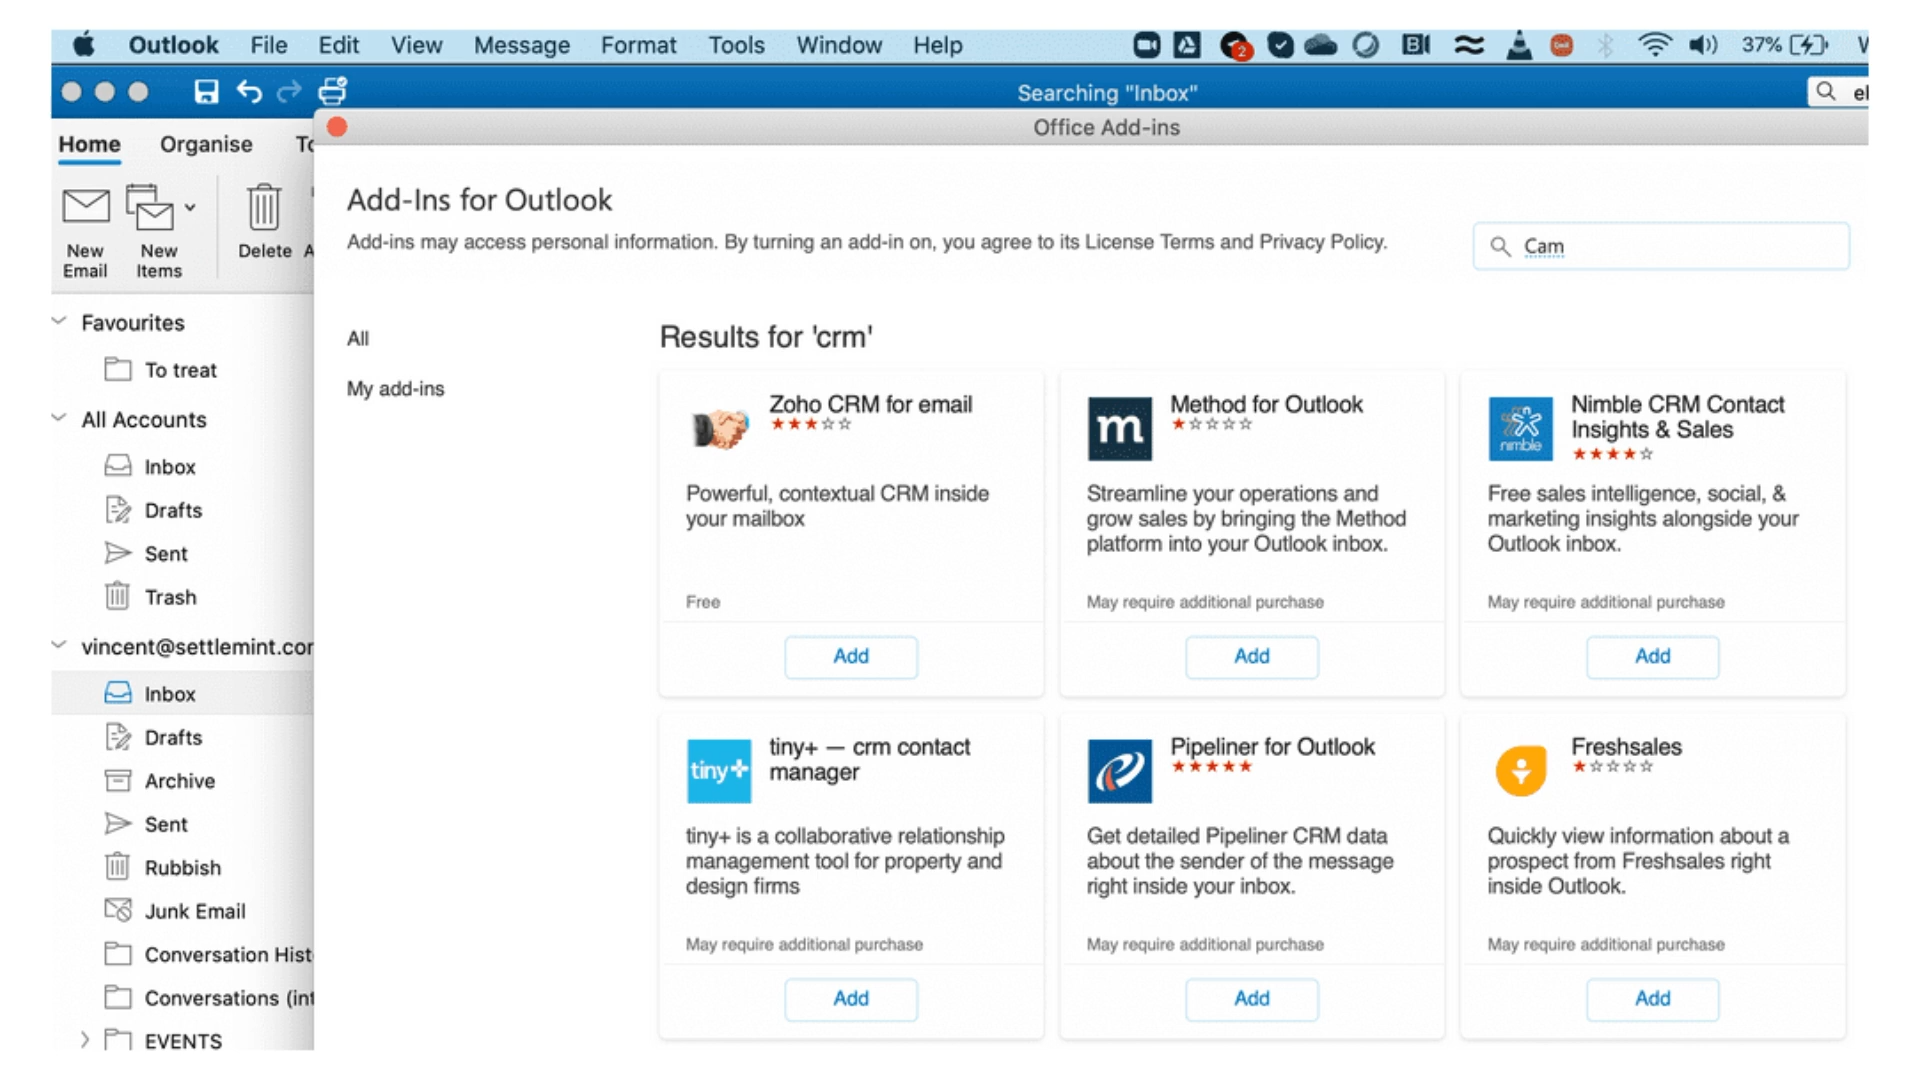 Outlook File Edit View Message Format Tools Window Help 2 37%
Searching "Inbox"
Office Add-ins
Home Organise
New Email
New Items
Delete
Favourites
To treat
All Accounts
Inbox
Drafts
Sent
Trash
vincent@settlemint.cor
Inbox
Drafts
Archive
Sent
Rubbish
Junk Email
Conversation Hist
Conversations (int
EVENTS
Add-Ins for Outlook
Add-ins may access personal information. By turning an add-in on, you agree to its License Terms and Privacy Policy.
Cam
All
My add-ins
Results for 'crm'
Zoho CRM for email
Powerful, contextual CRM inside
your mailbox
Free
Add
m
Method for Outlook
Streamline your operations and
grow sales by bringing the Method
platform into your Outlook inbox.
May require additional purchase
Add
nimble
Nimble CRM Contact
Insights & Sales
Free sales intelligence, social, &
marketing insights alongside your
Outlook inbox.
May require additional purchase
Add
tiny+
tiny+ — crm contact
manager
tiny+ is a collaborative relationship
management tool for property and
design firms
May require additional purchase
Add
Pipeliner for Outlook
Get detailed Pipeliner CRM data
about the sender of the message
right inside your inbox.
May require additional purchase
Add
Freshsales
Quickly view information about a
prospect from Freshsales right
inside Outlook.
May require additional purchase
Add